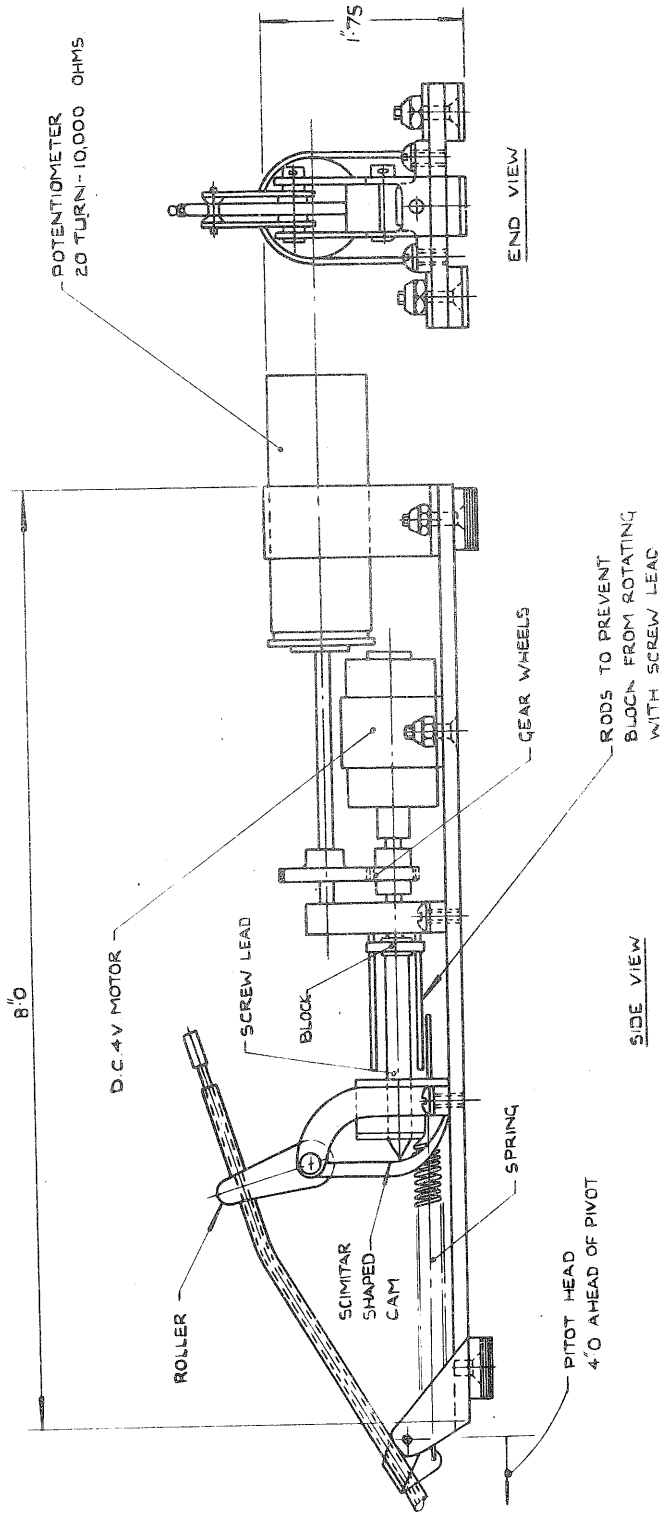 8"·0
1"·75
POTENTIOMETER
20 TURN - 10,000 OHMS
D.C. 4V MOTOR
SCREW LEAD
BLOCK
ROLLER
SCIMITAR
SHAPED
CAM
SPRING
PITOT HEAD
4"·0 AHEAD OF PIVOT
GEAR WHEELS
RODS TO PREVENT
BLOCK FROM ROTATING
WITH SCREW LEAD
SIDE VIEW
END VIEW